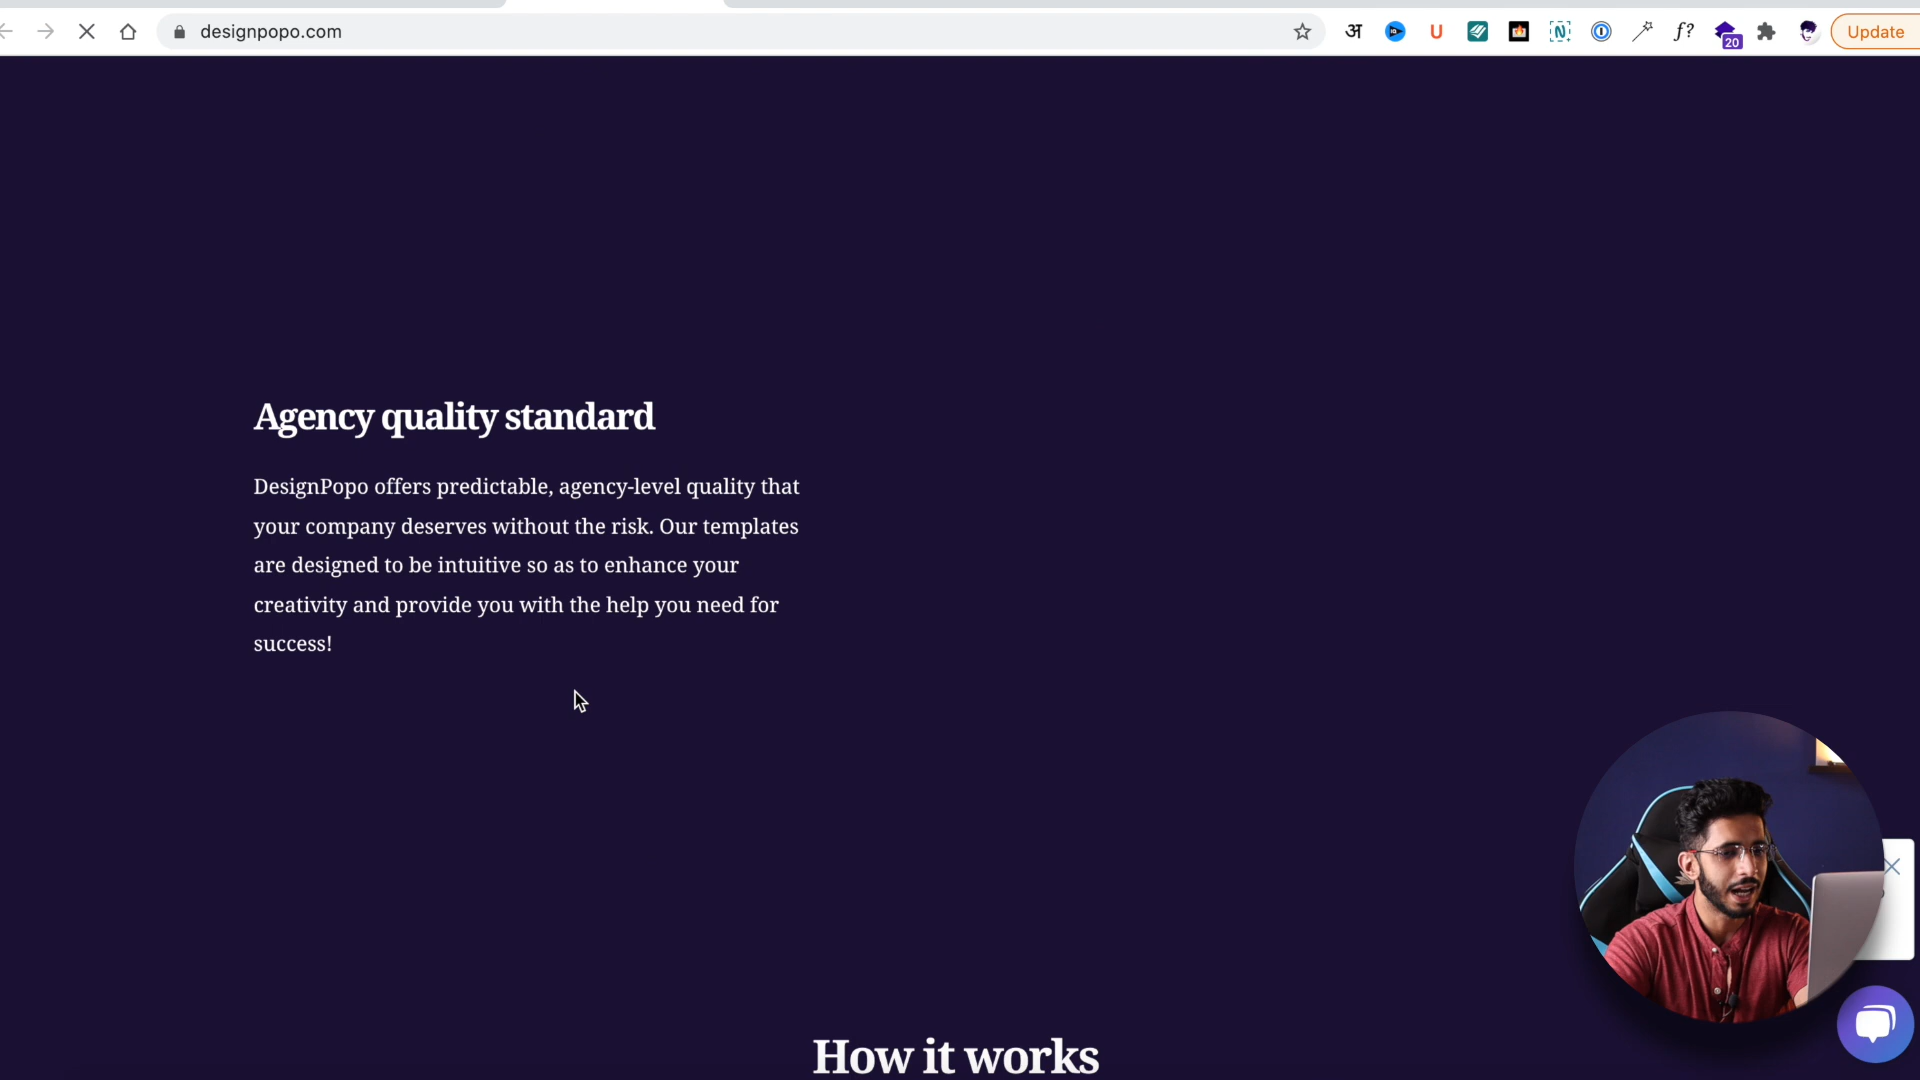 designpopo.com
अ
U
N
f?
20
Update
Agency quality standard
DesignPopo offers predictable, agency-level quality that
your company deserves without the risk. Our templates
are designed to be intuitive so as to enhance your
creativity and provide you with the help you need for
success!
How it works